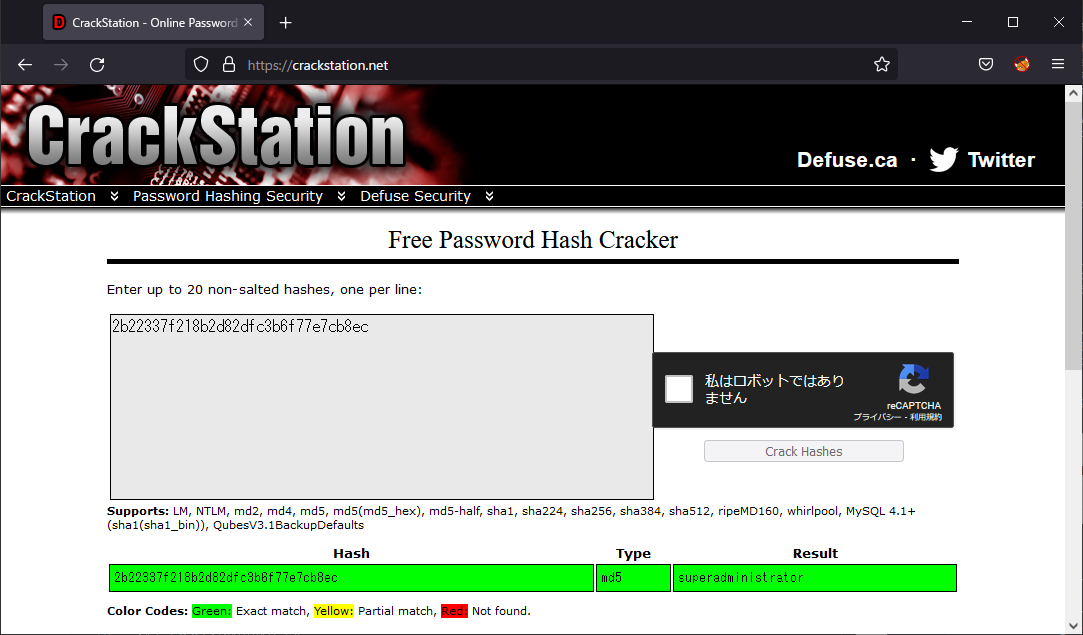 CrackStation - Online Password
https://crackstation.net
CrackStation
Defuse.ca · Twitter
CrackStation Password Hashing Security Defuse Security
Free Password Hash Cracker
Enter up to 20 non-salted hashes, one per line:
2b22337f218b2d82dfc3b6f77e7cb8ec
私はロボットではあり
ません
reCAPTCHA
プライバシー - 利用規約
Crack Hashes
Supports: LM, NTLM, md2, md4, md5, md5(md5_hex), md5-half, sha1, sha224, sha256, sha384, sha512, ripeMD160, whirlpool, MySQL 4.1+
(sha1(sha1_bin)), QubesV3.1BackupDefaults
Hash Type Result
2b22337f218b2d82dfc3b6f77e7cb8ec md5 superadministrator
Color Codes: Green: Exact match, Yellow: Partial match, Red: Not found.